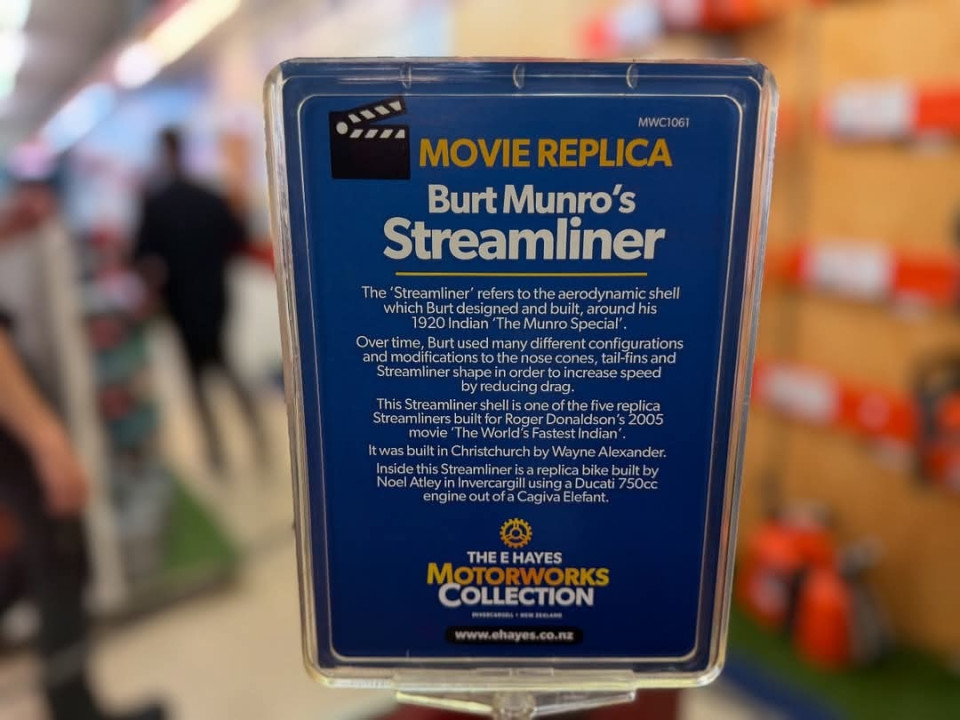 MWC1061
MOVIE REPLICA
Burt Munro's
Streamliner
The 'Streamliner' refers to the aerodynamic shell
which Burt designed and built, around his
1920 Indian 'The Munro Special'.
Over time, Burt used many different configurations
and modifications to the nose cones, tail-fins and
Streamliner shape in order to increase speed
by reducing drag.
This Streamliner shell is one of the five replica
Streamliners built for Roger Donaldson's 2005
movie 'The World's Fastest Indian'.
It was built in Christchurch by Wayne Alexander.
Inside this Streamliner is a replica bike built by
Noel Atley in Invercargill using a Ducati 750cc
engine out of a Cagiva Elefant.
THE E HAYES
MOTORWORKS
COLLECTION
INVERCARGILL • NEW ZEALAND
www.ehayes.co.nz